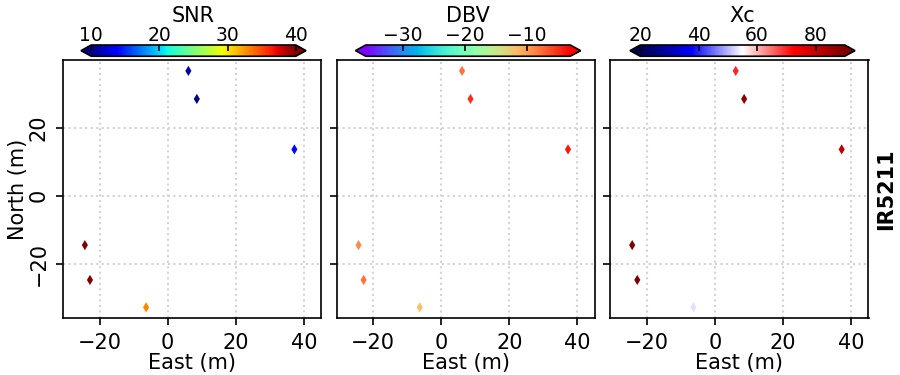 SNR DBV Xc
10 20 30 40 −30 −20 −10 20 40 60 80
North (m)
20
0
−20
IR5211
−20 0 20 40 −20 0 20 40 −20 0 20 40
East (m) East (m) East (m)